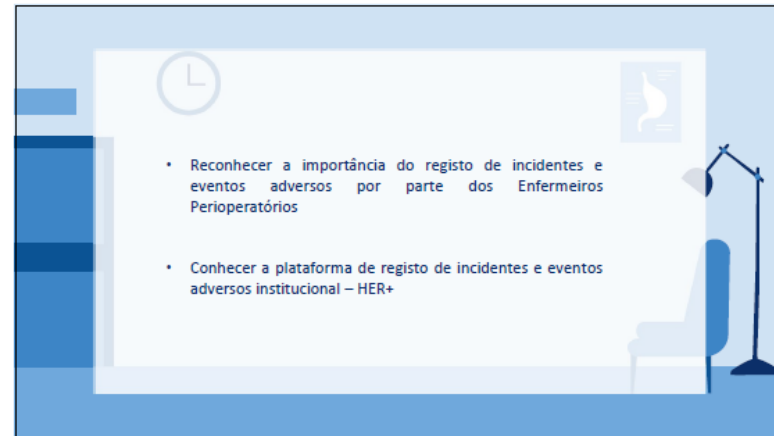 • Reconhecer a importância do registo de incidentes e
eventos adversos por parte dos Enfermeiros
Perioperatórios
• Conhecer a plataforma de registo de incidentes e eventos
adversos institucional – HER+